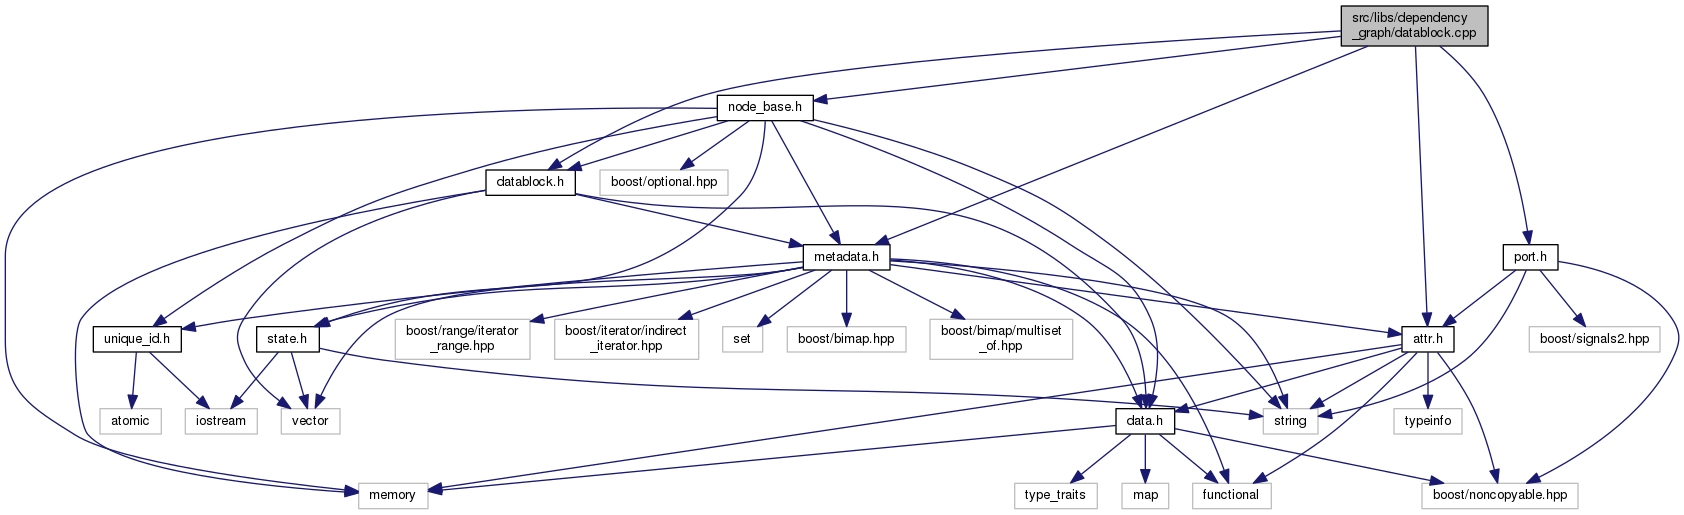 src/libs/dependency
_graph/datablock.cpp
node_base.h
datablock.h
boost/optional.hpp
metadata.h
port.h
unique_id.h
state.h
boost/range/iterator
_range.hpp
boost/iterator/indirect
_iterator.hpp
set
boost/bimap.hpp
boost/bimap/multiset
_of.hpp
attr.h
boost/signals2.hpp
atomic
iostream
vector
data.h
string
typeinfo
memory
type_traits
map
functional
boost/noncopyable.hpp